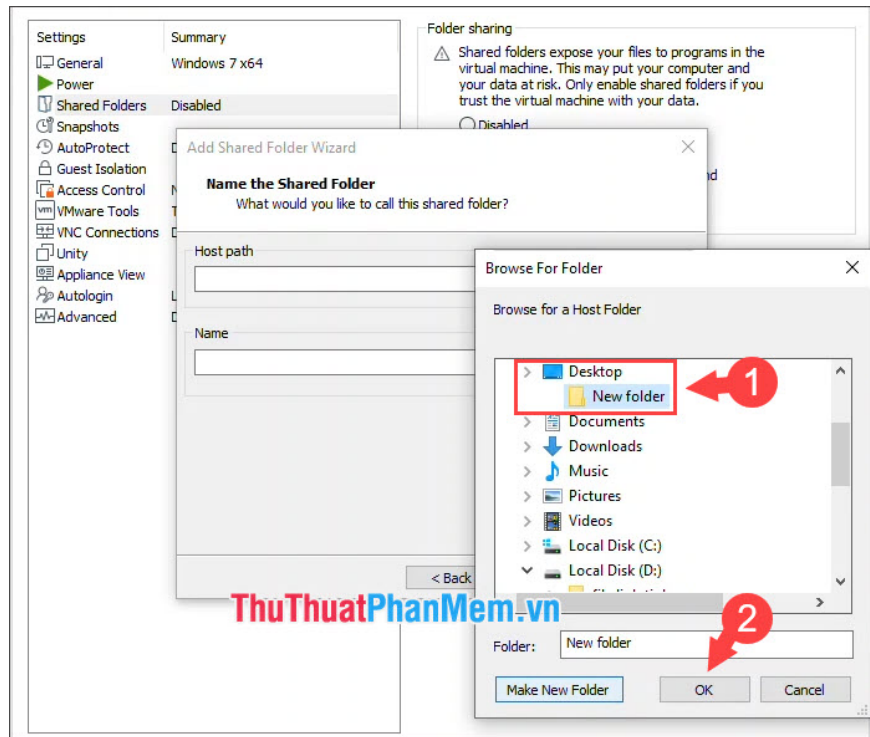 Settings Summary
General Windows 7 x64
Power
Shared Folders Disabled
Snapshots
AutoProtect
Guest Isolation
Access Control
vm VMware Tools
VNC Connections
Unity
Appliance View
Autologin
Advanced
Folder sharing
Shared folders expose your files to programs in the
virtual machine. This may put your computer and
your data at risk. Only enable shared folders if you
trust the virtual machine with your data.
Disabled
Add Shared Folder Wizard
Name the Shared Folder
What would you like to call this shared folder?
Host path
Name
< Back
Browse For Folder
Browse for a Host Folder
Desktop
New folder
1
Documents
Downloads
Music
Pictures
Videos
Local Disk (C:)
Local Disk (D:)
ThuThuatPhanMem.vn
2
Folder: New folder
Make New Folder OK Cancel